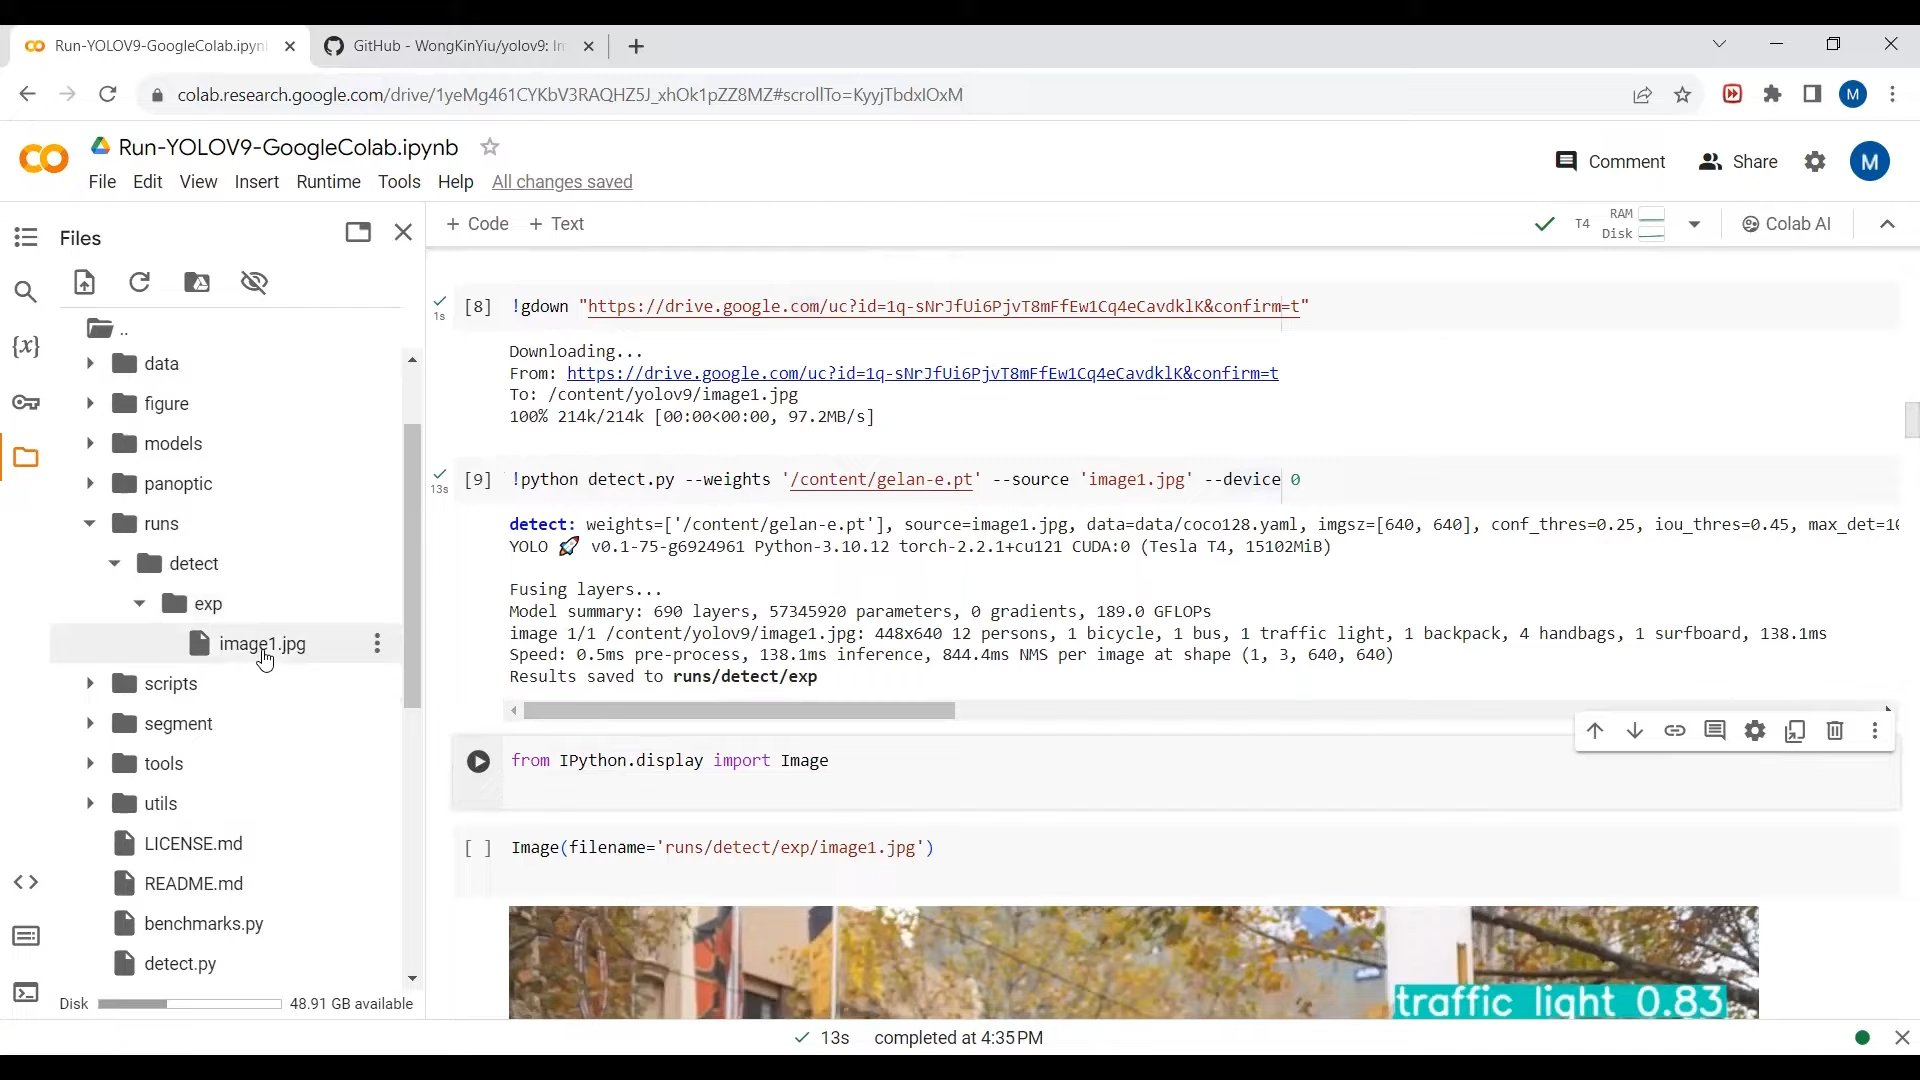 Run-YOLOV9-GoogleColab.ipyn
GitHub - WongKinYiu/yolov9: Im
colab.research.google.com/drive/1yeMg461CYKbV3RAQHZ5J_xhOk1pZZ8MZ#scrollTo=KyyjTbdxIOxM
M
Run-YOLOV9-GoogleColab.ipynb
File Edit View Insert Runtime Tools Help All changes saved
Comment
Share
M
Files
+ Code + Text
T4
RAM
Disk
Colab AI
..
data
figure
models
panoptic
runs
detect
exp
image1.jpg
scripts
segment
tools
utils
LICENSE.md
README.md
benchmarks.py
detect.py
Disk 48.91 GB available
1s
[8] !gdown "https://drive.google.com/uc?id=1q-sNrJfUi6PjvT8mFfEw1Cq4eCavdklK&confirm=t"
Downloading...
From: https://drive.google.com/uc?id=1q-sNrJfUi6PjvT8mFfEw1Cq4eCavdklK&confirm=t
To: /content/yolov9/image1.jpg
100% 214k/214k [00:00<00:00, 97.2MB/s]
13s
[9] !python detect.py --weights '/content/gelan-e.pt' --source 'image1.jpg' --device 0
detect: weights=['/content/gelan-e.pt'], source=image1.jpg, data=data/coco128.yaml, imgsz=[640, 640], conf_thres=0.25, iou_thres=0.45, max_det=10
YOLO 🚀 v0.1-75-g6924961 Python-3.10.12 torch-2.2.1+cu121 CUDA:0 (Tesla T4, 15102MiB)
Fusing layers...
Model summary: 690 layers, 57345920 parameters, 0 gradients, 189.0 GFLOPs
image 1/1 /content/yolov9/image1.jpg: 448x640 12 persons, 1 bicycle, 1 bus, 1 traffic light, 1 backpack, 4 handbags, 1 surfboard, 138.1ms
Speed: 0.5ms pre-process, 138.1ms inference, 844.4ms NMS per image at shape (1, 3, 640, 640)
Results saved to runs/detect/exp
from IPython.display import Image
[ ] Image(filename='runs/detect/exp/image1.jpg')
traffic light 0.83
13s completed at 4:35 PM